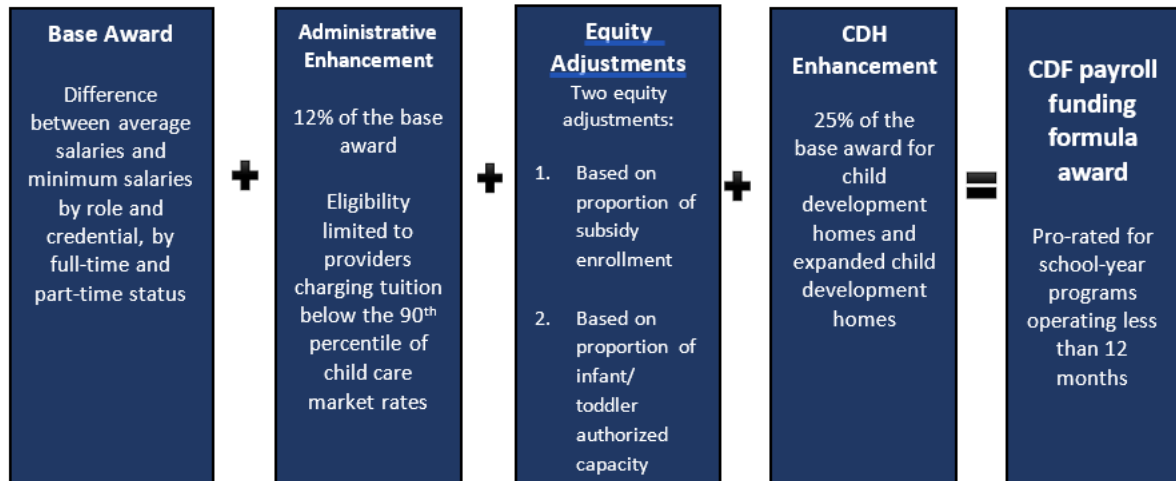 Base Award
Difference
between average
salaries and
minimum salaries
by role and
credential, by
full-time and
part-time status
+
Administrative
Enhancement
12% of the base
award
Eligibility
limited to
providers
charging tuition
below the 90th
percentile of
child care
market rates
+
Equity
Adjustments
Two equity
adjustments:
1. Based on
proportion of
subsidy
enrollment
2. Based on
proportion of
infant/
toddler
authorized
capacity
+
CDH
Enhancement
25% of the
base award for
child
development
homes and
expanded child
development
homes
=
CDF payroll
funding
formula
award
Pro-rated for
school-year
programs
operating less
than 12
months